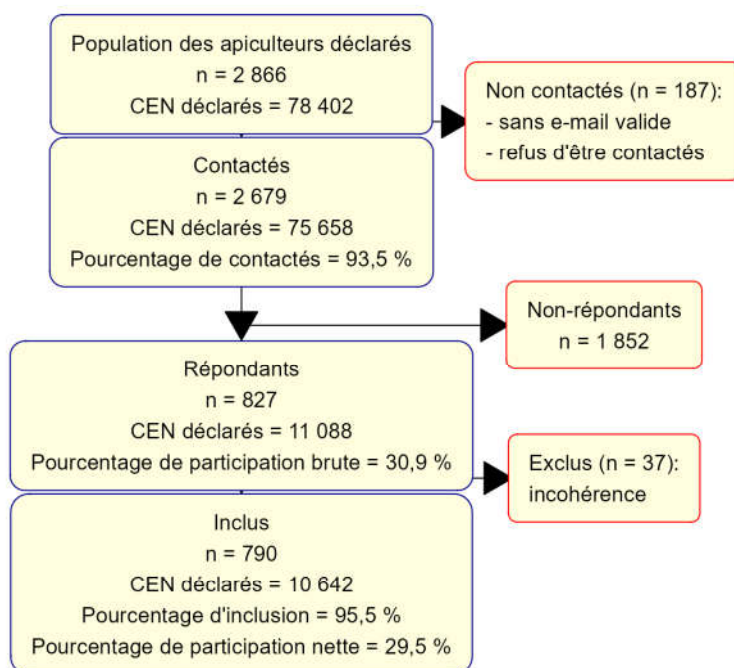 Population des apiculteurs déclarés
n = 2 866
CEN déclarés = 78 402
Non contactés (n = 187):
- sans e-mail valide
- refus d'être contactés
Contactés
n = 2 679
CEN déclarés = 75 658
Pourcentage de contactés = 93,5 %
Non-répondants
n = 1 852
Répondants
n = 827
CEN déclarés = 11 088
Pourcentage de participation brute = 30,9 %
Exclus (n = 37):
incohérence
Inclus
n = 790
CEN déclarés = 10 642
Pourcentage d'inclusion = 95,5 %
Pourcentage de participation nette = 29,5 %